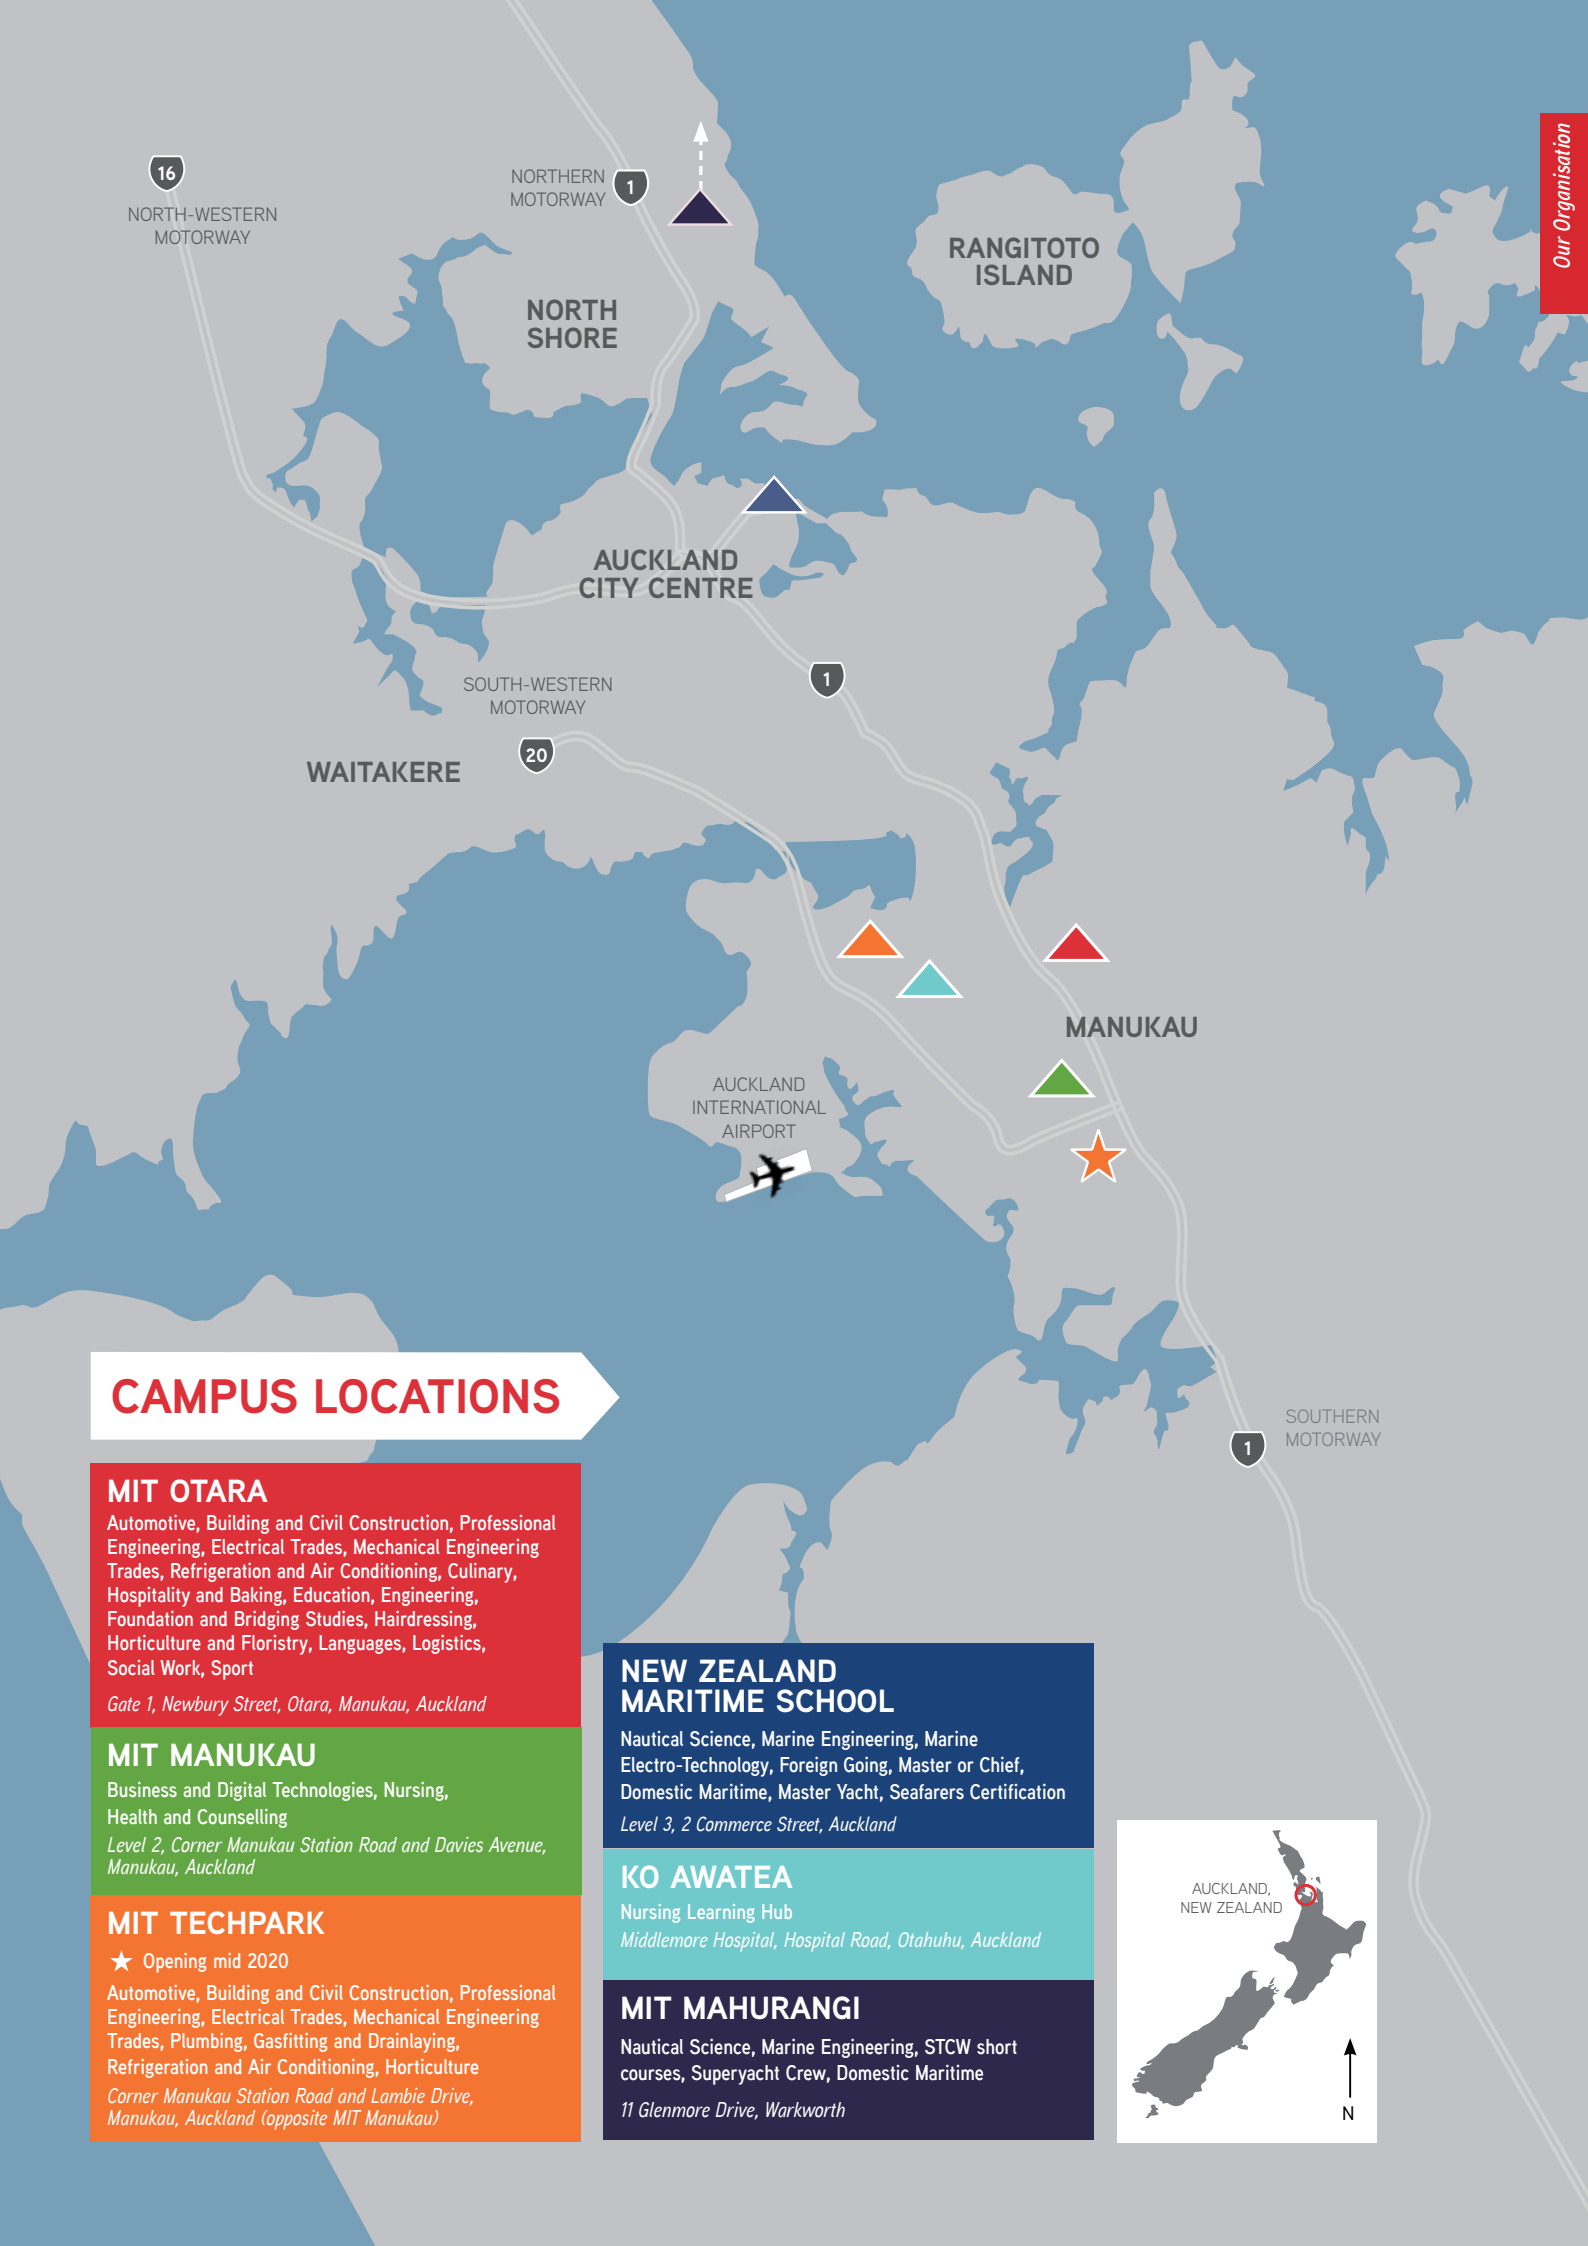 Our Organisation
16
NORTH-WESTERN
MOTORWAY
NORTHERN
MOTORWAY
1
RANGITOTO
ISLAND
NORTH
SHORE
AUCKLAND
CITY CENTRE
1
SOUTH-WESTERN
MOTORWAY
20
WAITAKERE
MANUKAU
AUCKLAND
INTERNATIONAL
AIRPORT
SOUTHERN
MOTORWAY
1
CAMPUS LOCATIONS
MIT OTARA
Automotive, Building and Civil Construction, Professional
Engineering, Electrical Trades, Mechanical Engineering
Trades, Refrigeration and Air Conditioning, Culinary,
Hospitality and Baking, Education, Engineering,
Foundation and Bridging Studies, Hairdressing,
Horticulture and Floristry, Languages, Logistics,
Social Work, Sport
Gate 1, Newbury Street, Otara, Manukau, Auckland
MIT MANUKAU
Business and Digital Technologies, Nursing,
Health and Counselling
Level 2, Corner Manukau Station Road and Davies Avenue,
Manukau, Auckland
MIT TECHPARK
★ Opening mid 2020
Automotive, Building and Civil Construction, Professional
Engineering, Electrical Trades, Mechanical Engineering
Trades, Plumbing, Gasfitting and Drainlaying,
Refrigeration and Air Conditioning, Horticulture
Corner Manukau Station Road and Lambie Drive,
Manukau, Auckland (opposite MIT Manukau)
NEW ZEALAND
MARITIME SCHOOL
Nautical Science, Marine Engineering, Marine
Electro-Technology, Foreign Going, Master or Chief,
Domestic Maritime, Master Yacht, Seafarers Certification
Level 3, 2 Commerce Street, Auckland
KO AWATEA
Nursing Learning Hub
Middlemore Hospital, Hospital Road, Otahuhu, Auckland
MIT MAHURANGI
Nautical Science, Marine Engineering, STCW short
courses, Superyacht Crew, Domestic Maritime
11 Glenmore Drive, Warkworth
AUCKLAND,
NEW ZEALAND
N